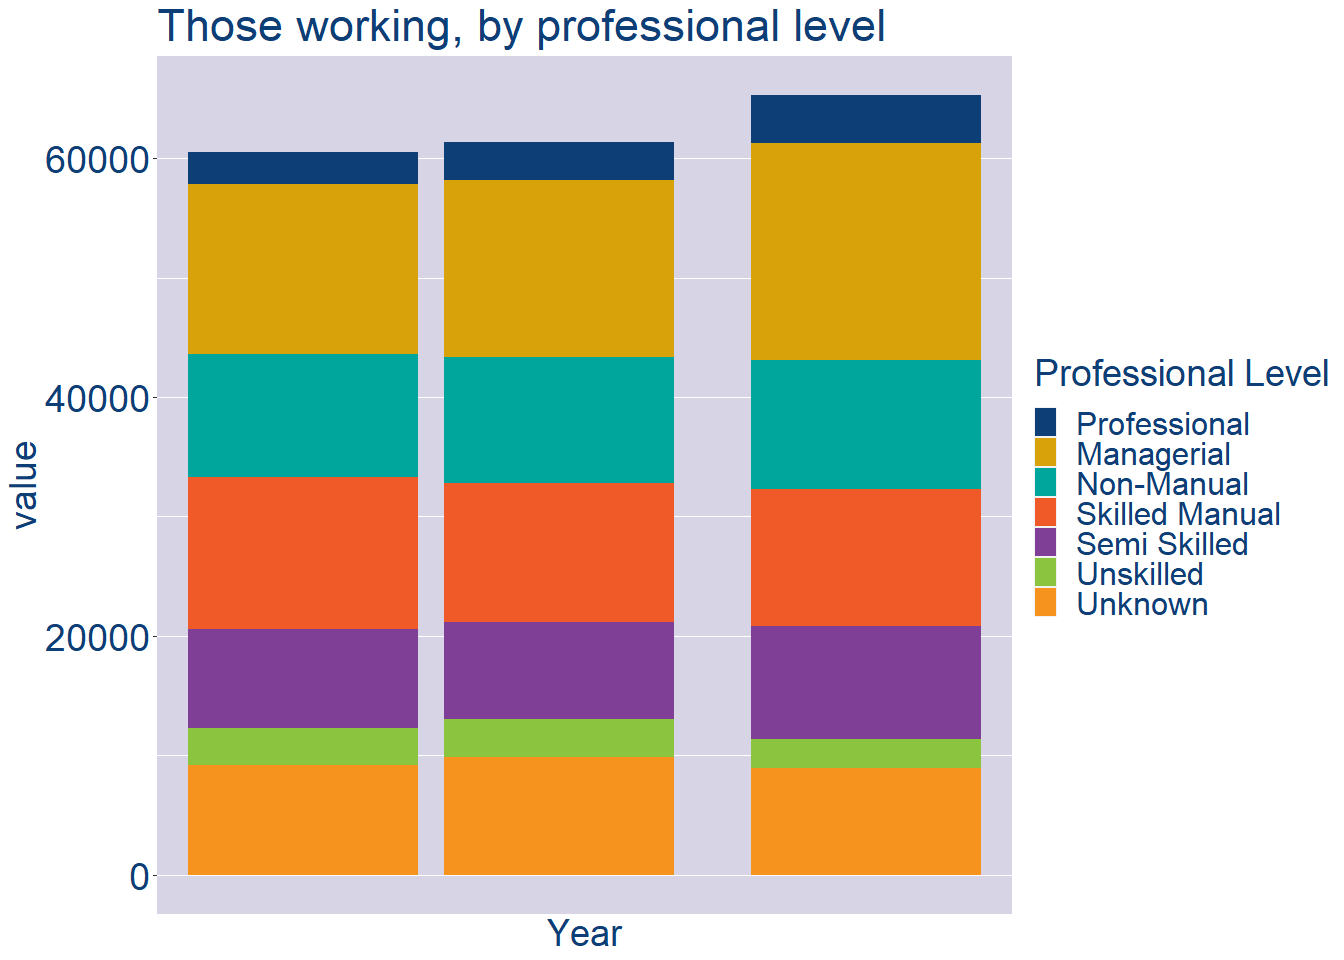 Those working, by professional level
60000
40000
20000
0
value
Year
Professional Level
Professional
Managerial
Non-Manual
Skilled Manual
Semi Skilled
Unskilled
Unknown